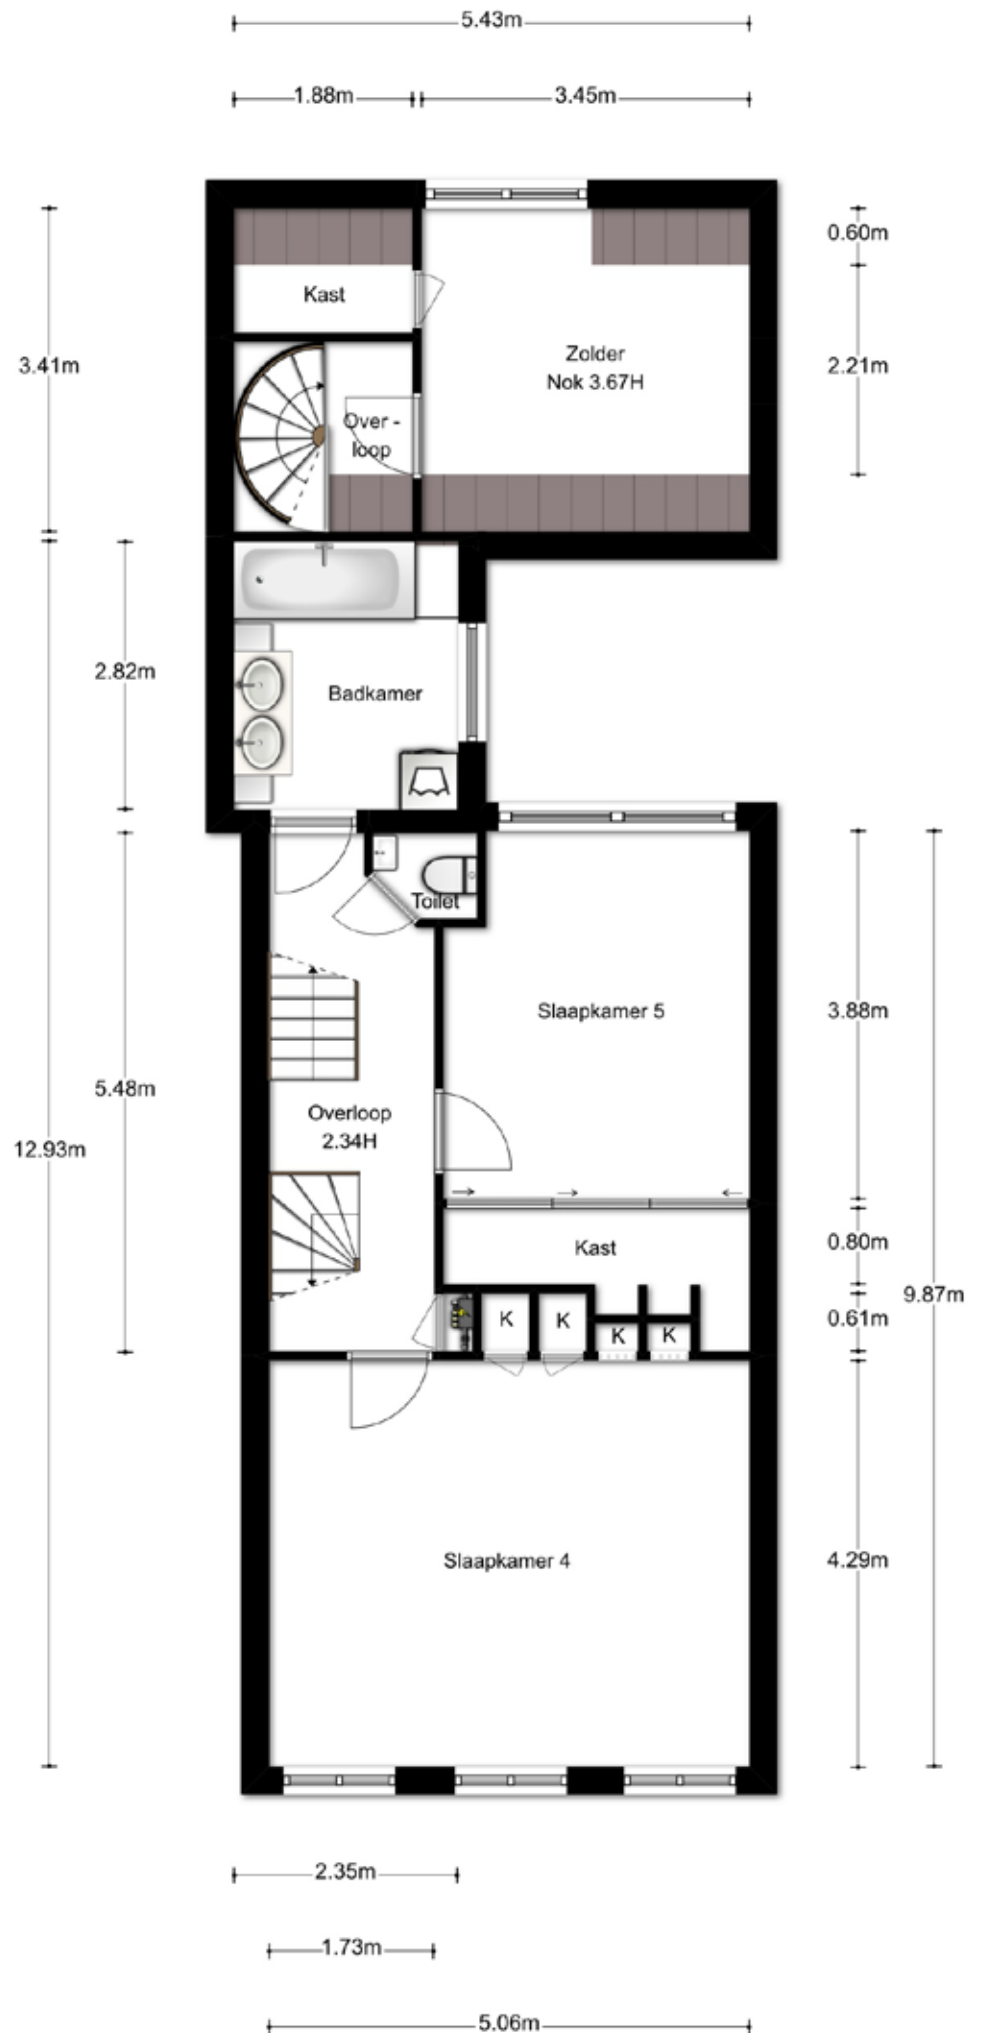 5.43m
1.88m
3.45m
0.60m
Kast
Zolder
Nok 3.67H
3.41m
2.21m
Over -
loop
2.82m
Badkamer
Toilet
Slaapkamer 5
3.88m
5.48m
Overloop
2.34H
12.93m
Kast
0.80m
9.87m
0.61m
K
K
K
K
Slaapkamer 4
4.29m
2.35m
1.73m
5.06m